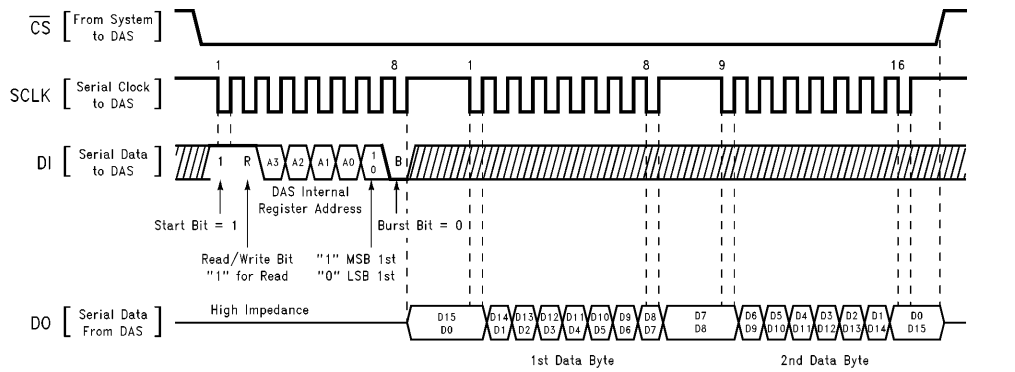 CS [From System to DAS]
1 8 1 8 9 16
SCLK [Serial Clock to DAS]
DI [Serial Data to DAS]
1 R A3 A2 A1 A0 1 0 B
DAS Internal
Register Address
Start Bit = 1
Burst Bit = 0
Read/Write Bit
"1" for Read
"1" MSB 1st
"0" LSB 1st
DO [Serial Data From DAS]
High Impedance
D15 D14 D13 D12 D11 D10 D9 D8 D7 D6 D5 D4 D3 D2 D1 D0
D0 D1 D2 D3 D4 D5 D6 D7 D8 D9 D10 D11 D12 D13 D14 D15
1st Data Byte
2nd Data Byte